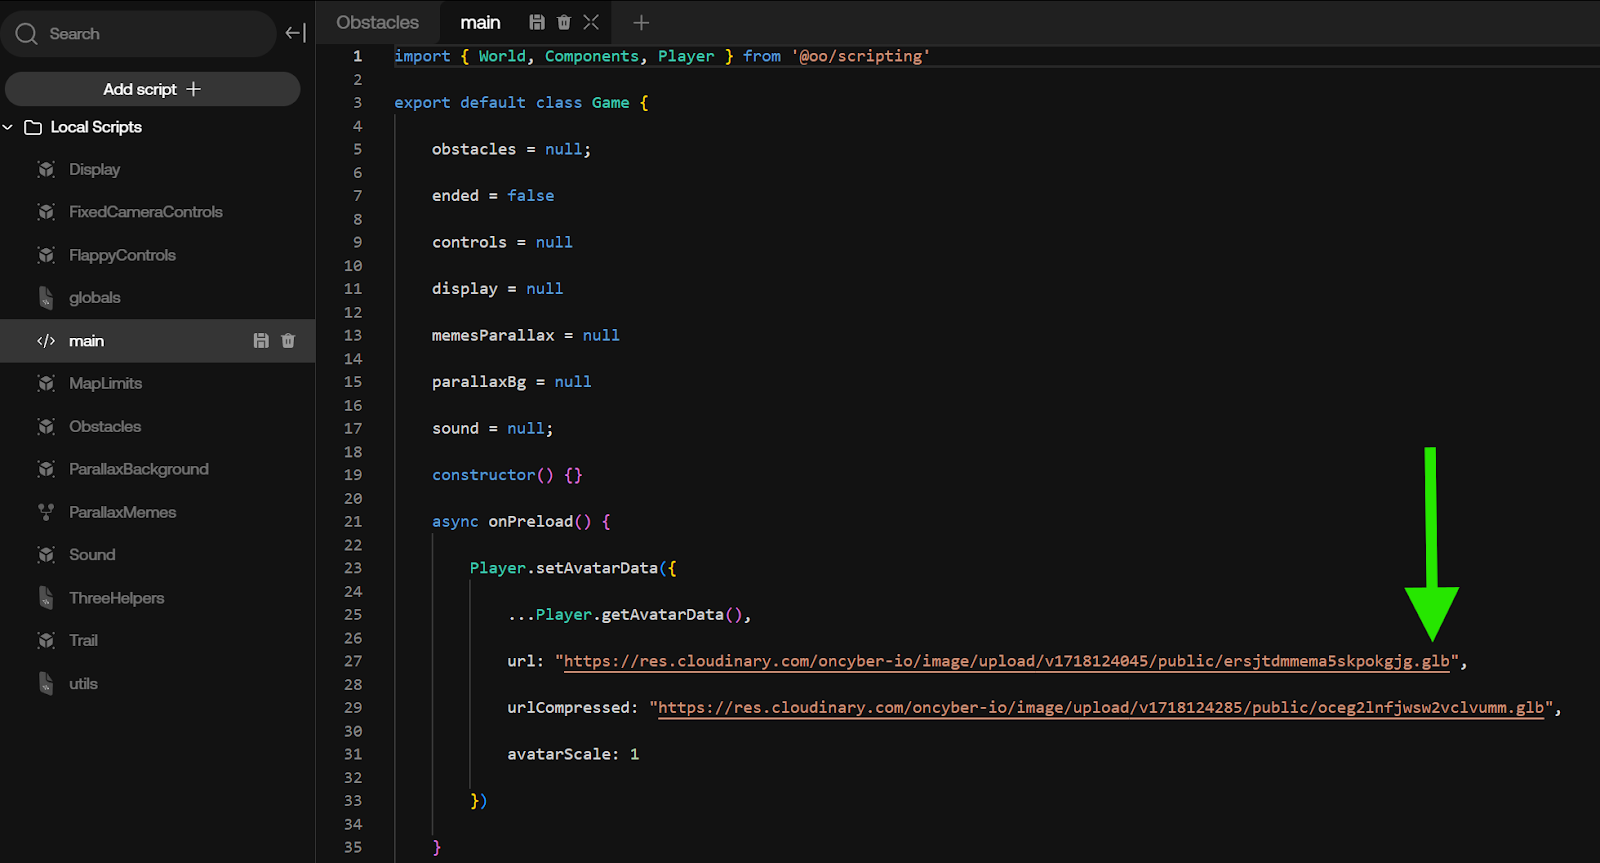 Search
Add script
Local Scripts
Display
FixedCameraControls
FlappyControls
globals
main
MapLimits
Obstacles
ParallaxBackground
ParallaxMemes
Sound
ThreeHelpers
Trail
utils
Obstacles main
1 import { World, Components, Player } from '@oo/scripting'
2
3 export default class Game {
4
5 obstacles = null;
6
7 ended = false
8
9 controls = null
10
11 display = null
12
13 memesParallax = null
14
15 parallaxBg = null
16
17 sound = null;
18
19 constructor() {}
20
21 async onPreload() {
22
23 Player.setAvatarData({
24
25 ...Player.getAvatarData(),
26
27 url: "https://res.cloudinary.com/oncyber-io/image/upload/v1718124045/public/ersjtdmmema5skpokgjg.glb",
28
29 urlCompressed: "https://res.cloudinary.com/oncyber-io/image/upload/v1718124285/public/oceg2lnfjwsw2vclvumm.glb",
30
31 avatarScale: 1
32
33 })
34
35 }